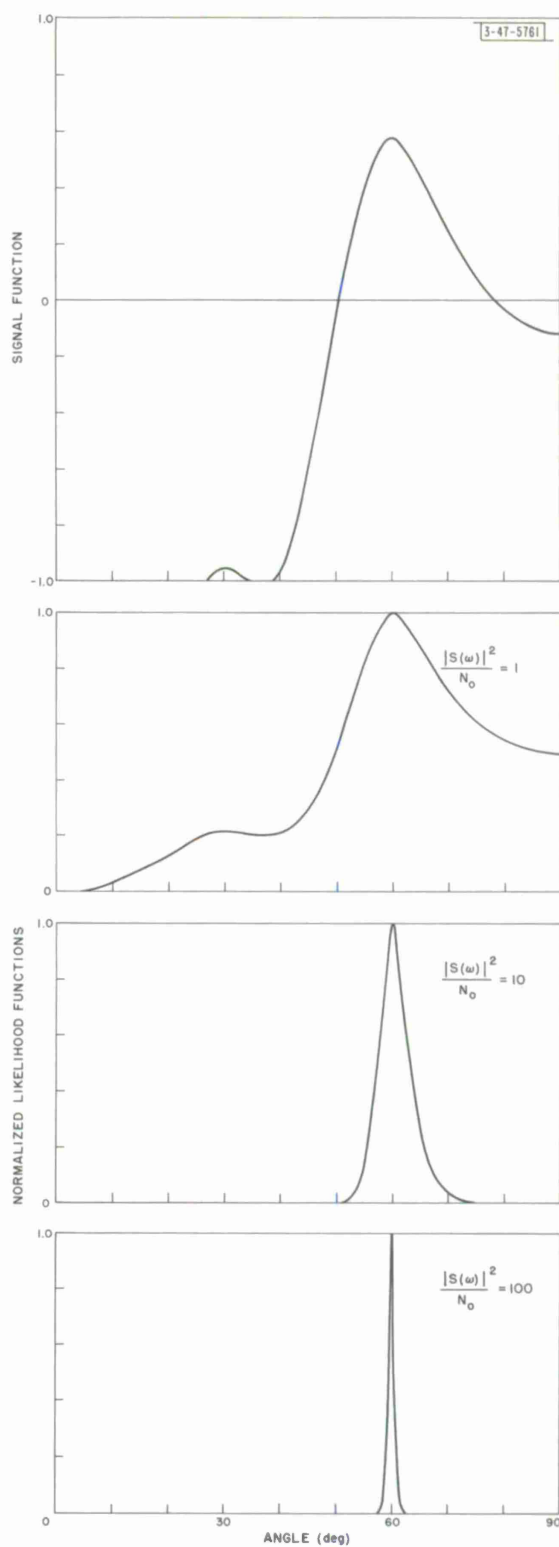 3-47-5761
1.0
SIGNAL FUNCTION
0
-1.0
1.0
|S(ω)|²
N₀ = 1
0
1.0
|S(ω)|²
N₀ = 10
NORMALIZED LIKELIHOOD FUNCTIONS
0
1.0
|S(ω)|²
N₀ = 100
0 30 60 90
ANGLE (deg)